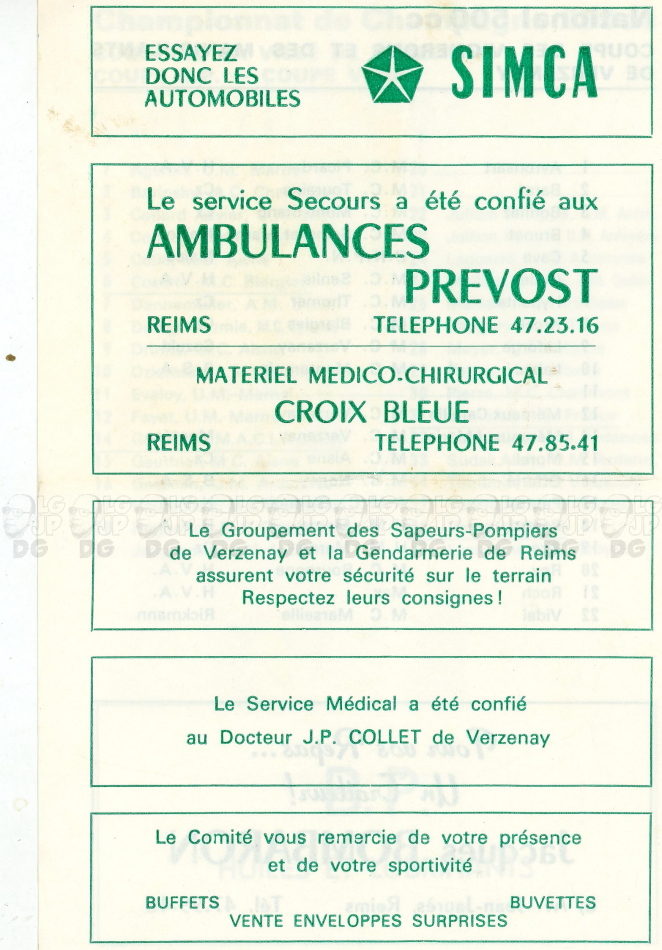 ESSAYEZ
DONC LES
AUTOMOBILES
SIMCA
Le service Secours a été confié aux
AMBULANCES
PREVOST
REIMS TELEPHONE 47.23.16
MATERIEL MEDICO-CHIRURGICAL
CROIX BLEUE
REIMS TELEPHONE 47.85.41
Le Groupement des Sapeurs-Pompiers
de Verzenay et la Gendarmerie de Reims
assurent votre sécurité sur le terrain
Respectez leurs consignes !
Le Service Médical a été confié
au Docteur J.P. COLLET de Verzenay
Le Comité vous remercie de votre présence
et de votre sportivité
BUFFETS BUVETTES
VENTE ENVELOPPES SURPRISES